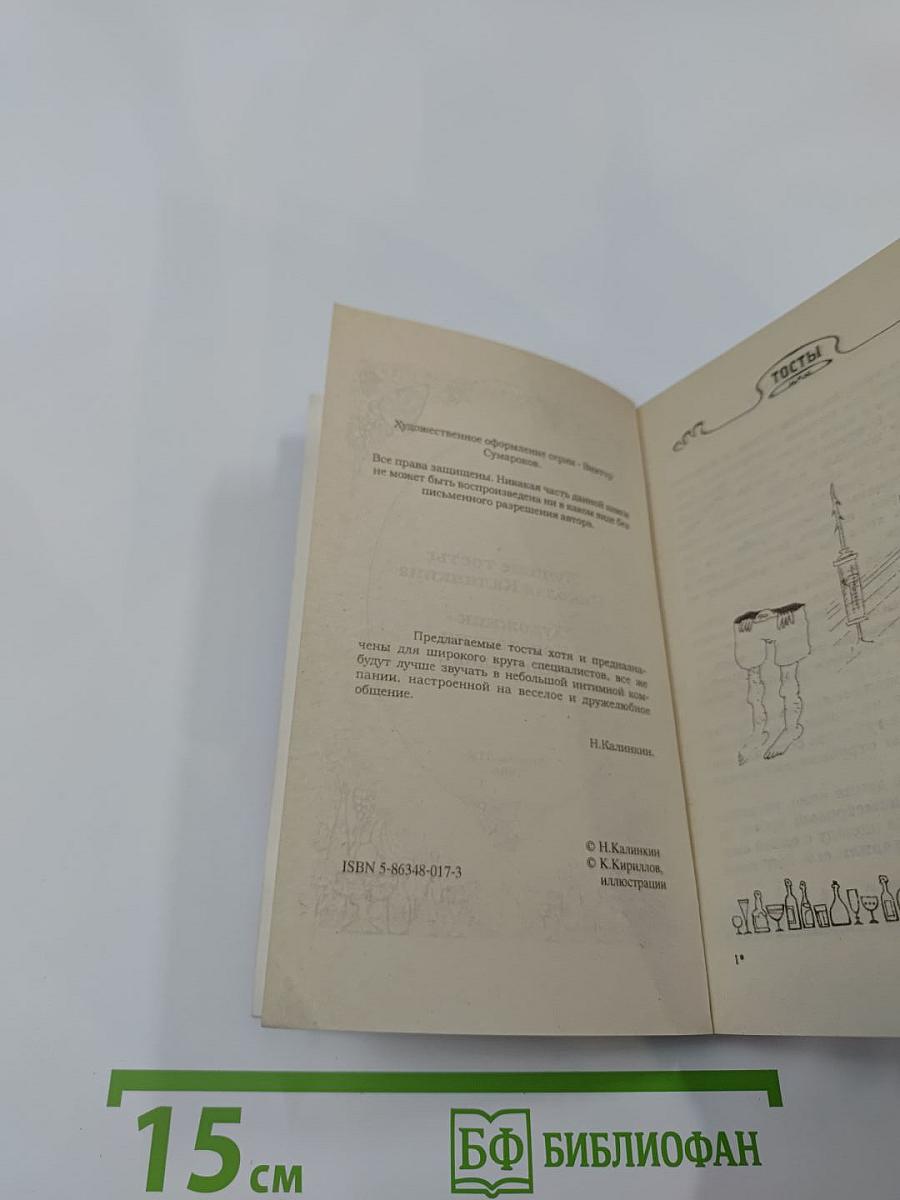 Художественное оформление серии - Виктор
Сумароков.
Все права защищены. Никакая часть данной книги
не может быть воспроизведена ни в каком виде без
письменного разрешения автора.
Предлагаемые тосты хотя и предназна-
чены для широкого круга специалистов, все же
будут лучше звучать в небольшой интимной ком-
пании, настроенной на веселое и дружелюбное
общение.
Н.Калинкин.
© Н.Калинкин
© К.Кириллов,
иллюстрации
ISBN 5-86348-017-3
ТОСТЫ
1*
15 см
БФ БИБЛИОФАН